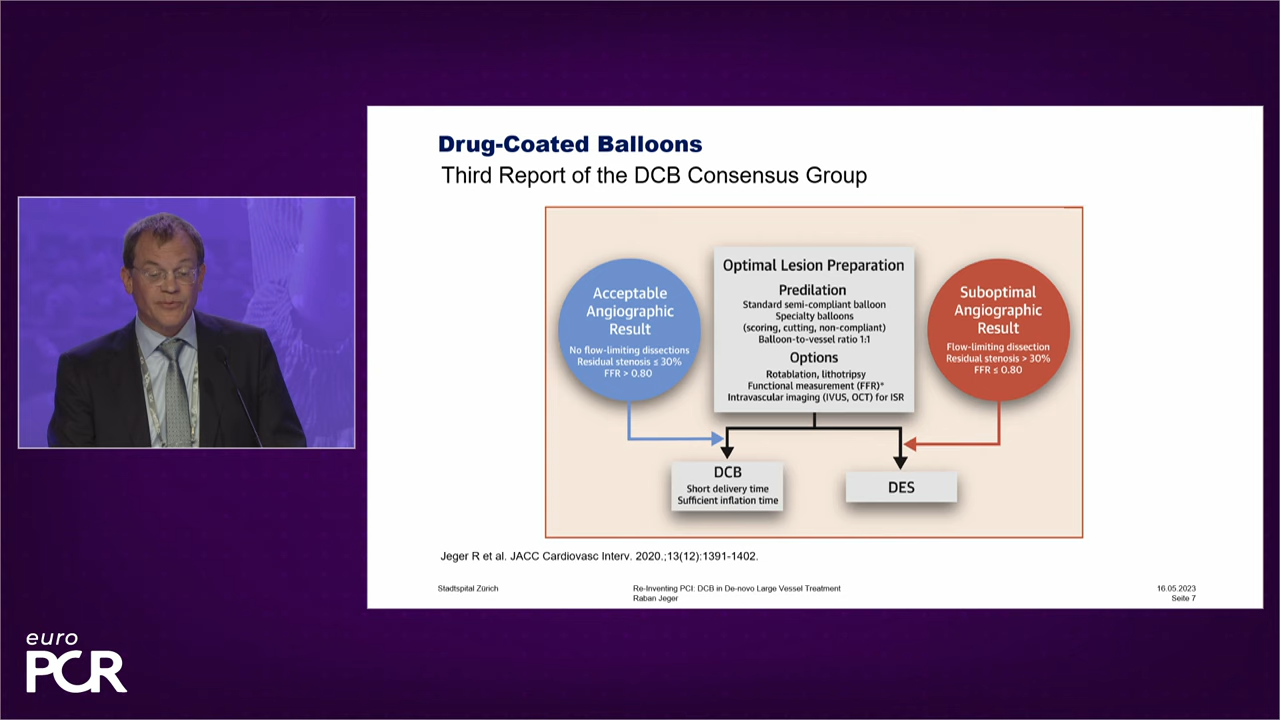 Drug-Coated Balloons
Third Report of the DCB Consensus Group
Acceptable
Angiographic
Result
No flow-limiting dissections
Residual stenosis ≤ 30%
FFR > 0.80
Optimal Lesion Preparation
Predilation
Standard semi-compliant balloon
Specialty balloons
(scoring, cutting, non-compliant)
Balloon-to-vessel ratio 1:1
Options
Rotablation, lithotripsy
Functional measurement (FFR)*
Intravascular imaging (IVUS, OCT) for ISR
Suboptimal
Angiographic
Result
Flow-limiting dissection
Residual stenosis > 30%
FFR ≤ 0.80
DCB
Short delivery time
Sufficient inflation time
DES
Jeger R et al. JACC Cardiovasc Interv. 2020.;13(12):1391-1402.
Stadtspital Zürich
Re-Inventing PCI: DCB in De-novo Large Vessel Treatment
Raban Jeger
16.05.2023
Seite 7
euro
PCR